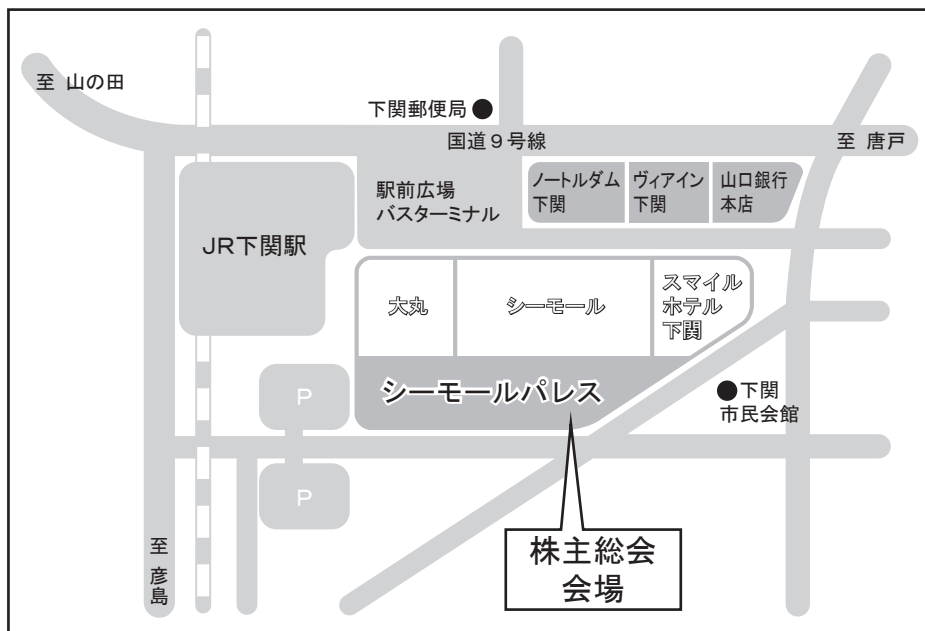 至 山の田
下関郵便局
国道９号線
至 唐戸
駅前広場
バスターミナル
ノートルダム
下関
ヴィアイン
下関
山口銀行
本店
ＪＲ下関駅
大丸
シーモール
スマイル
ホテル
下関
シーモールパレス
下関
市民会館
P
P
至 彦島
株主総会
会場